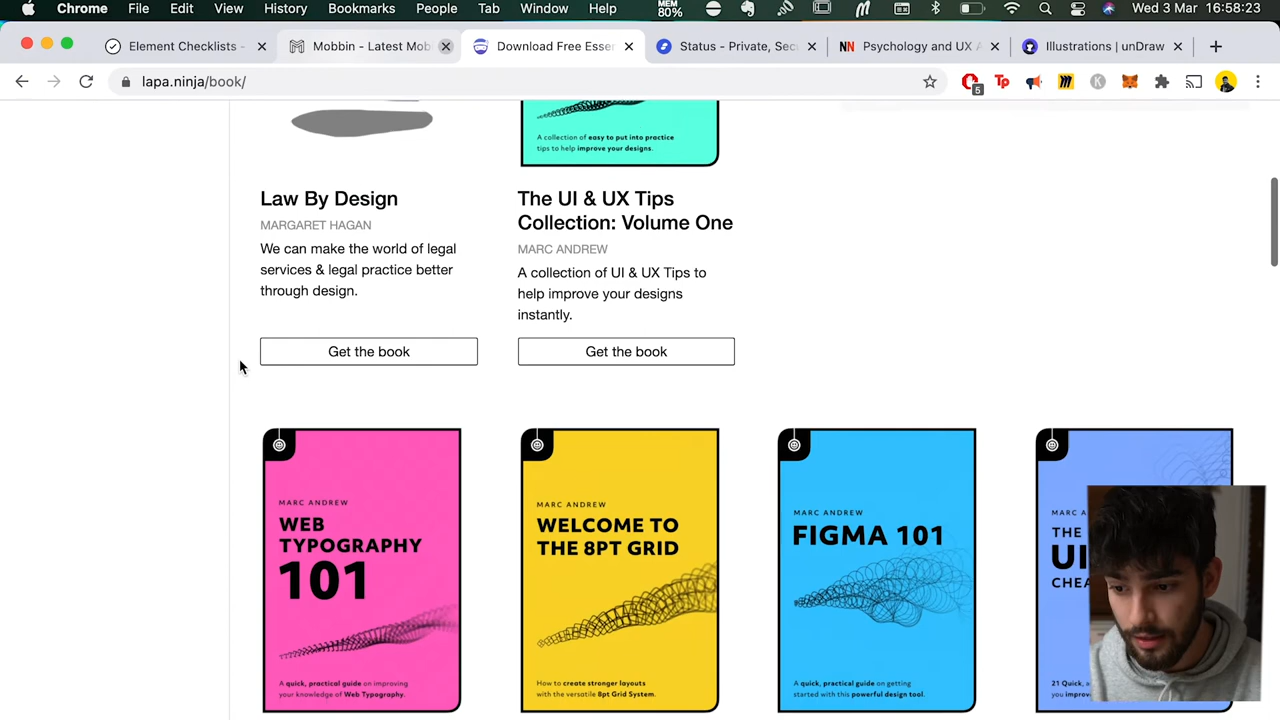 Chrome File Edit View History Bookmarks People Tab Window Help MEM 80% Wed 3 Mar 16:58:23
Element Checklists - Mobbin - Latest Mob Download Free Esse Status - Private, Sec NN Psychology and UX A Illustrations | unDraw
lapa.ninja/book/ 5 Tp K
A collection of easy to put into practice
tips to help improve your designs.
Law By Design
MARGARET HAGAN
We can make the world of legal
services & legal practice better
through design.
Get the book
The UI & UX Tips
Collection: Volume One
MARC ANDREW
A collection of UI & UX Tips to
help improve your designs
instantly.
Get the book
MARC ANDREW
WEB
TYPOGRAPHY
101
A quick, practical guide on improving
your knowledge of Web Typography.
MARC ANDREW
WELCOME TO
THE 8PT GRID
How to create stronger layouts
with the versatile 8pt Grid System.
MARC ANDREW
FIGMA 101
A quick, practical guide on getting
started with this powerful design tool.
MARC A
THE
UI
CHEA
21 Quick, a
you improv